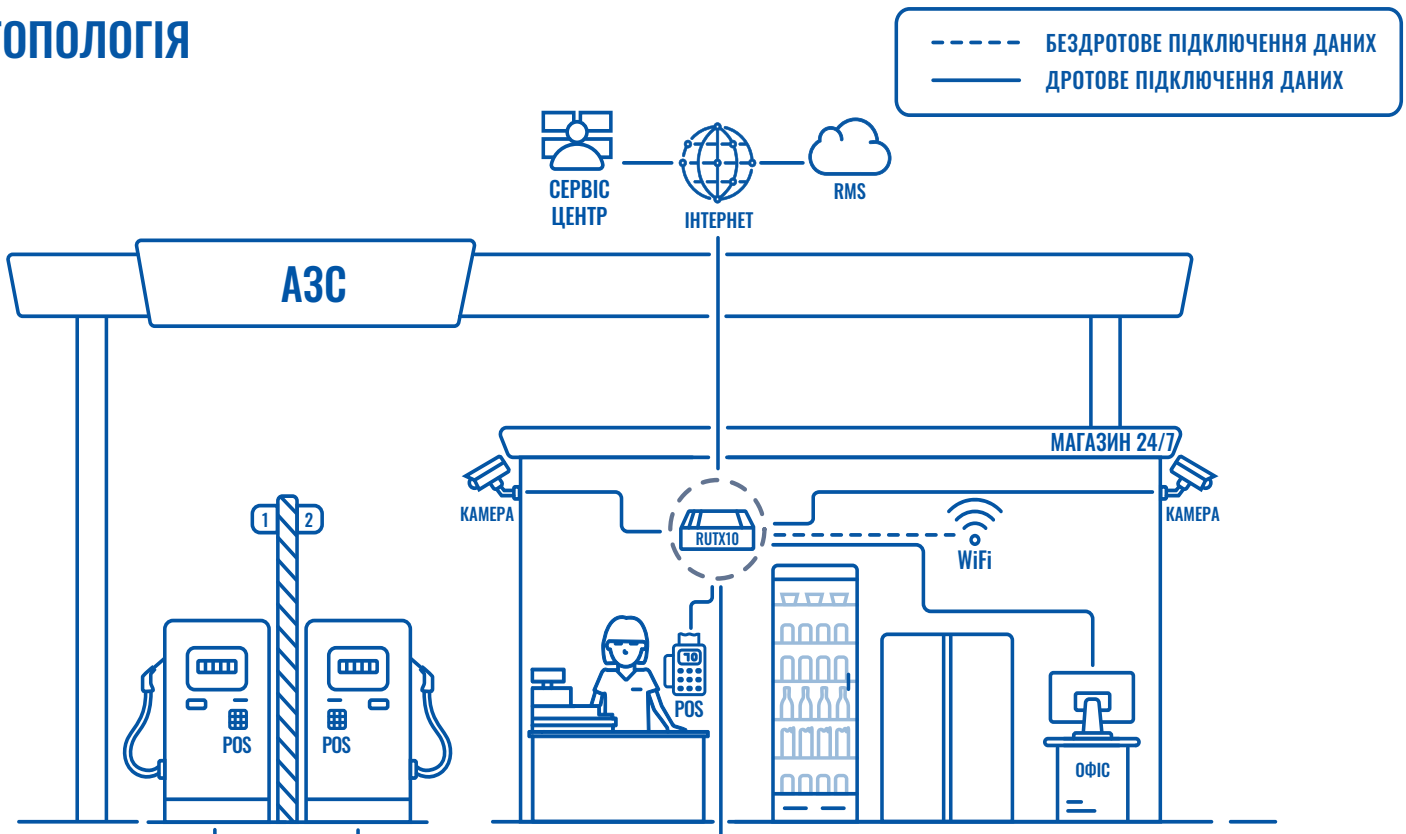 ТОПОЛОГІЯ
БЕЗДРОТОВЕ ПІДКЛЮЧЕННЯ ДАНИХ
ДРОТОВЕ ПІДКЛЮЧЕННЯ ДАНИХ
СЕРВІС
ЦЕНТР
ІНТЕРНЕТ
RMS
АЗС
МАГАЗИН 24/7
КАМЕРА
КАМЕРА
1
2
RUTX10
WiFi
POS
POS
POS
ОФІС